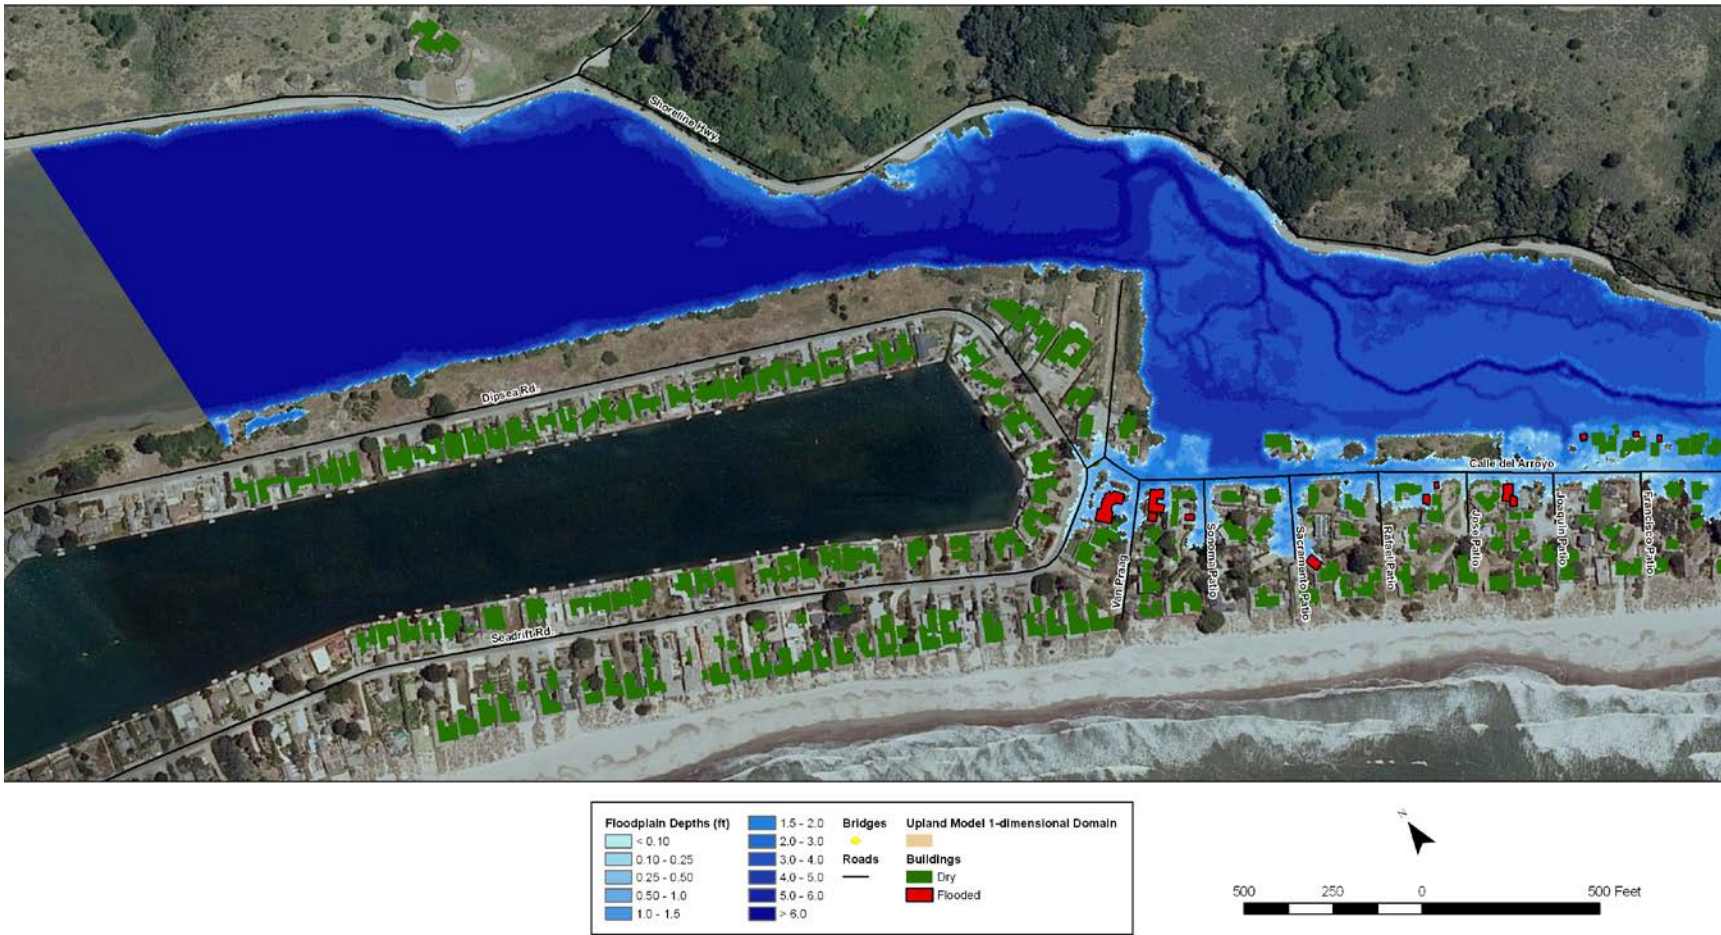 Shoreline Hwy.
Dipsea Rd.
Calle del Arroyo
Seadrift Rd.
Van Praag
Sonoma Patio
Sacramento Patio
Rafael Patio
Jose Patio
Joaquin Patio
Francisco Patio
Floodplain Depths (ft)
< 0.10
0.10 - 0.25
0.25 - 0.50
0.50 - 1.0
1.0 - 1.5
1.5 - 2.0
2.0 - 3.0
3.0 - 4.0
4.0 - 5.0
5.0 - 6.0
> 6.0
Bridges
Roads
Upland Model 1-dimensional Domain
Buildings
Dry
Flooded
N
500 250 0 500 Feet